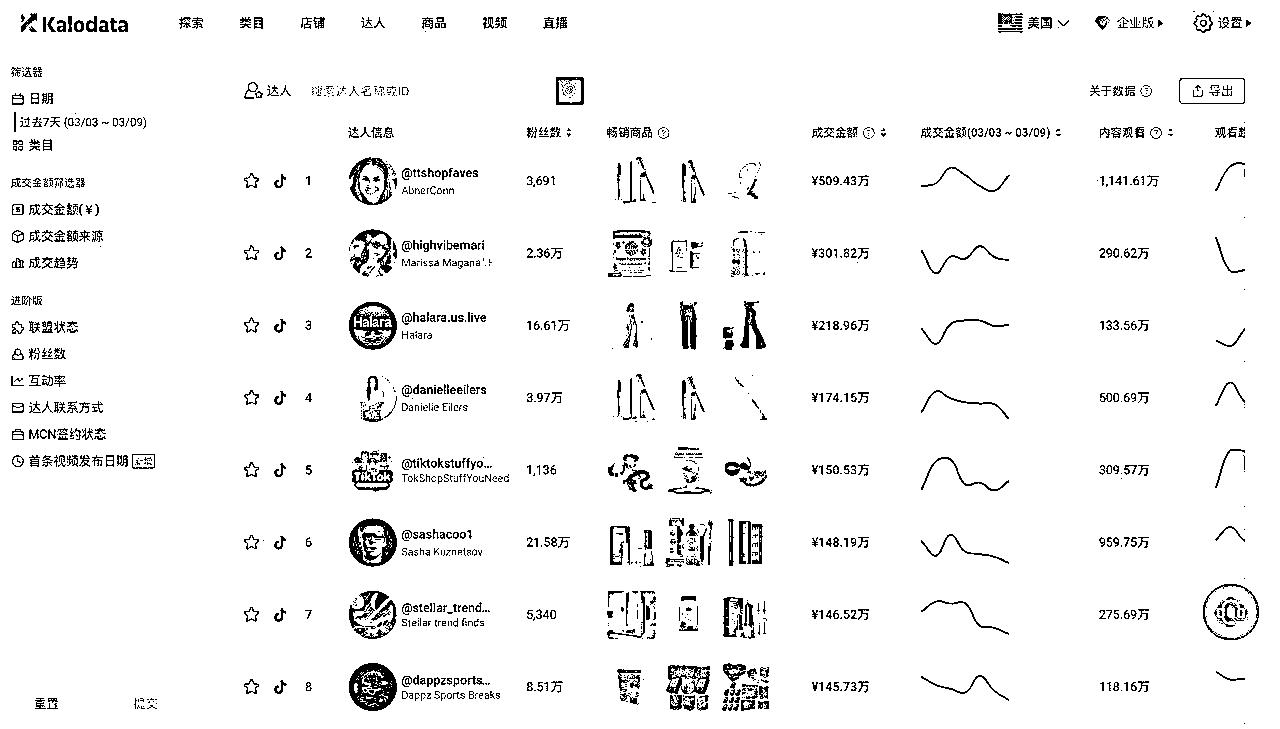 Kalodata 探索 类目 店铺 达人 商品 视频 直播 美国 企业版 设置
筛选器
日期
过去7天 (03/03 ~ 03/09)
类目
成交金额筛选器
成交金额(¥)
成交金额来源
成交趋势
进阶版
联盟状态
粉丝数
互动率
达人联系方式
MCN签约状态
首条视频发布日期
重置 提交
达人 搜索达人名称或ID 关于数据 导出
达人信息 粉丝数 畅销商品 成交金额 成交金额(03/03 ~ 03/09) 内容观看 观看趋
1 @ttshopfaves 3,691 ¥509.43万 1,141.61万
AbnerConn
2 @highvibemari 2.36万 ¥301.82万 290.62万
Marissa Magana
3 @halara.us.live 16.61万 ¥218.96万 133.56万
Halara
Halara
4 @danielleeilers 3.97万 ¥174.15万 500.69万
Danielle Eilers
5 @tiktokstuffyo... 1,136 ¥150.53万 309.57万
TokShopStuffYouNeed
TikTok
6 @sashacoo1 21.58万 ¥148.19万 959.75万
Sasha Kuznetsov
7 @stellar_trend... 5,340 ¥146.52万 275.69万
Stellar trend finds
8 @dappzsports... 8.51万 ¥145.73万 118.16万
Dappz Sports Breaks